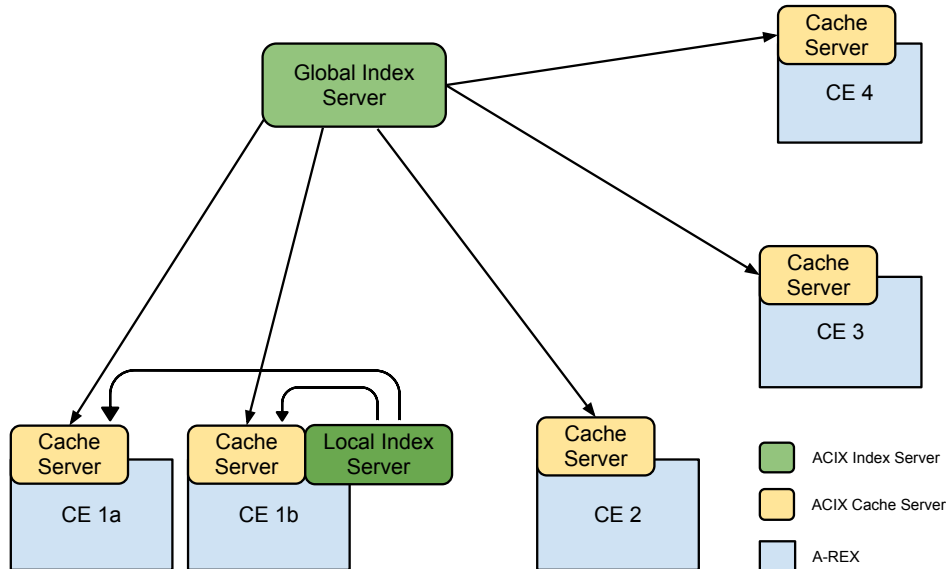 Cache
Server
CE 4
Global Index
Server
Cache
Server
CE 3
Cache
Server
CE 1a
Cache
Server
Local Index
Server
CE 1b
Cache
Server
CE 2
ACIX Index Server
ACIX Cache Server
A-REX